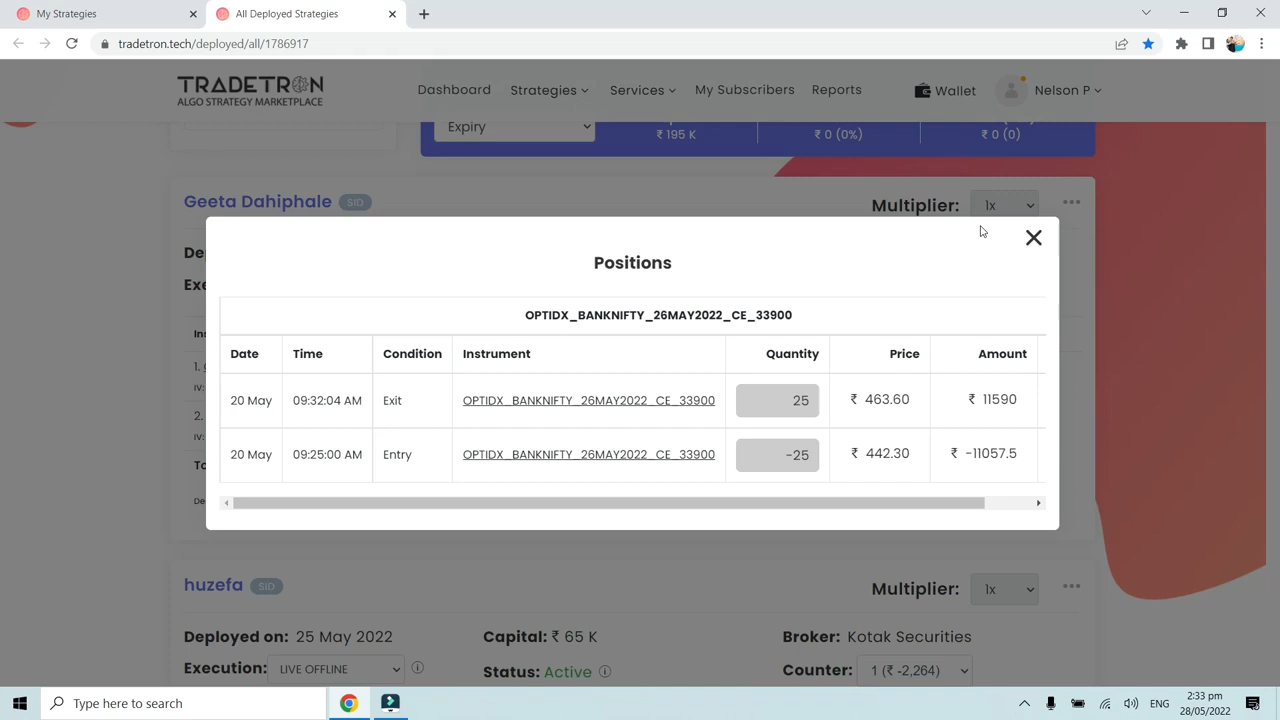 My Strategies
All Deployed Strategies
tradetron.tech/deployed/all/1786917
TRADETRON
ALGO STRATEGY MARKETPLACE
Dashboard
Strategies
Services
My Subscribers
Reports
Wallet
Nelson P
Expiry
₹ 195 K
₹ 0 (0%)
₹ 0 (0)
Geeta Dahiphale SID
Multiplier: 1x
Positions
OPTIDX_BANKNIFTY_26MAY2022_CE_33900
Date Time Condition Instrument Quantity Price Amount
20 May 09:32:04 AM Exit OPTIDX_BANKNIFTY_26MAY2022_CE_33900 25 ₹ 463.60 ₹ 11590
20 May 09:25:00 AM Entry OPTIDX_BANKNIFTY_26MAY2022_CE_33900 -25 ₹ 442.30 ₹ -11057.5
1.
IV:
2.
IV:
huzefa SID
Multiplier: 1x
Deployed on: 25 May 2022 Capital: ₹ 65 K Broker: Kotak Securities
Execution: LIVE OFFLINE Status: Active Counter: 1 (₹ -2,264)
Type here to search
ENG
2:33 pm
28/05/2022